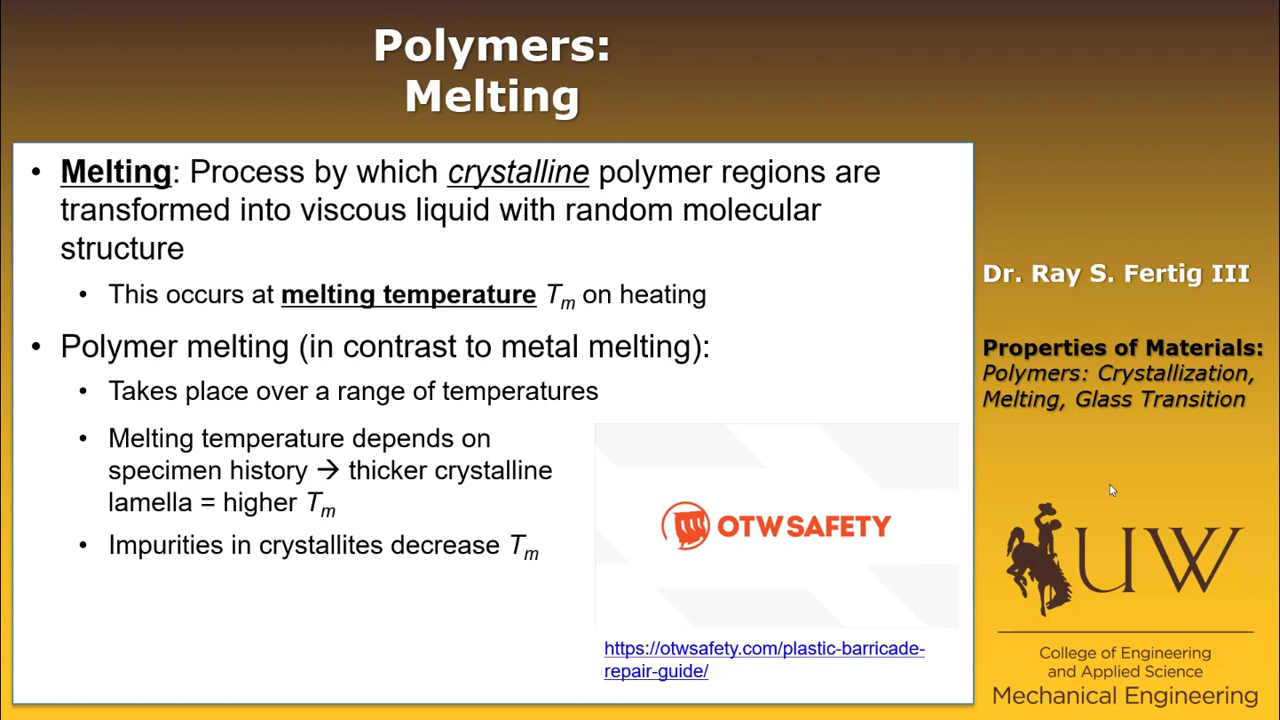 Polymers:
Melting
• Melting: Process by which crystalline polymer regions are
transformed into viscous liquid with random molecular
structure
• This occurs at melting temperature Tm on heating
• Polymer melting (in contrast to metal melting):
• Takes place over a range of temperatures
• Melting temperature depends on
specimen history → thicker crystalline
lamella = higher Tm
• Impurities in crystallites decrease Tm
OTW SAFETY
https://otwsafety.com/plastic-barricade-
repair-guide/
Dr. Ray S. Fertig III
Properties of Materials:
Polymers: Crystallization,
Melting, Glass Transition
UW
College of Engineering
and Applied Science
Mechanical Engineering